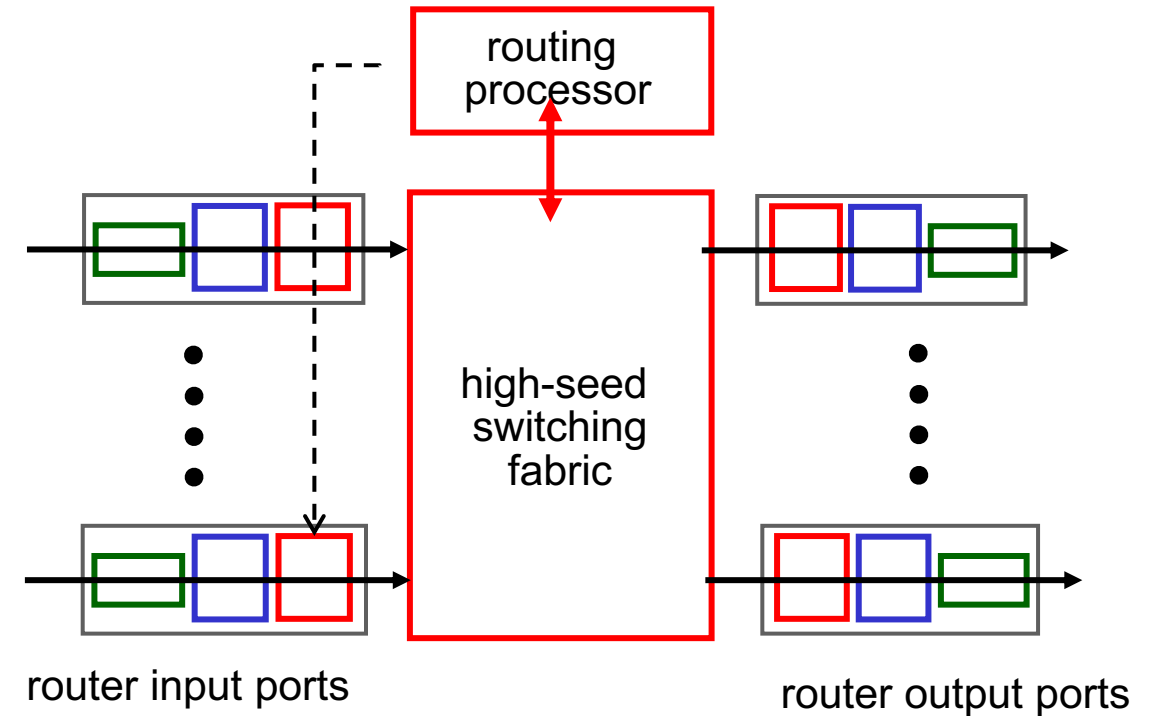 routing
processor
high-seed
switching
fabric
router input ports
router output ports